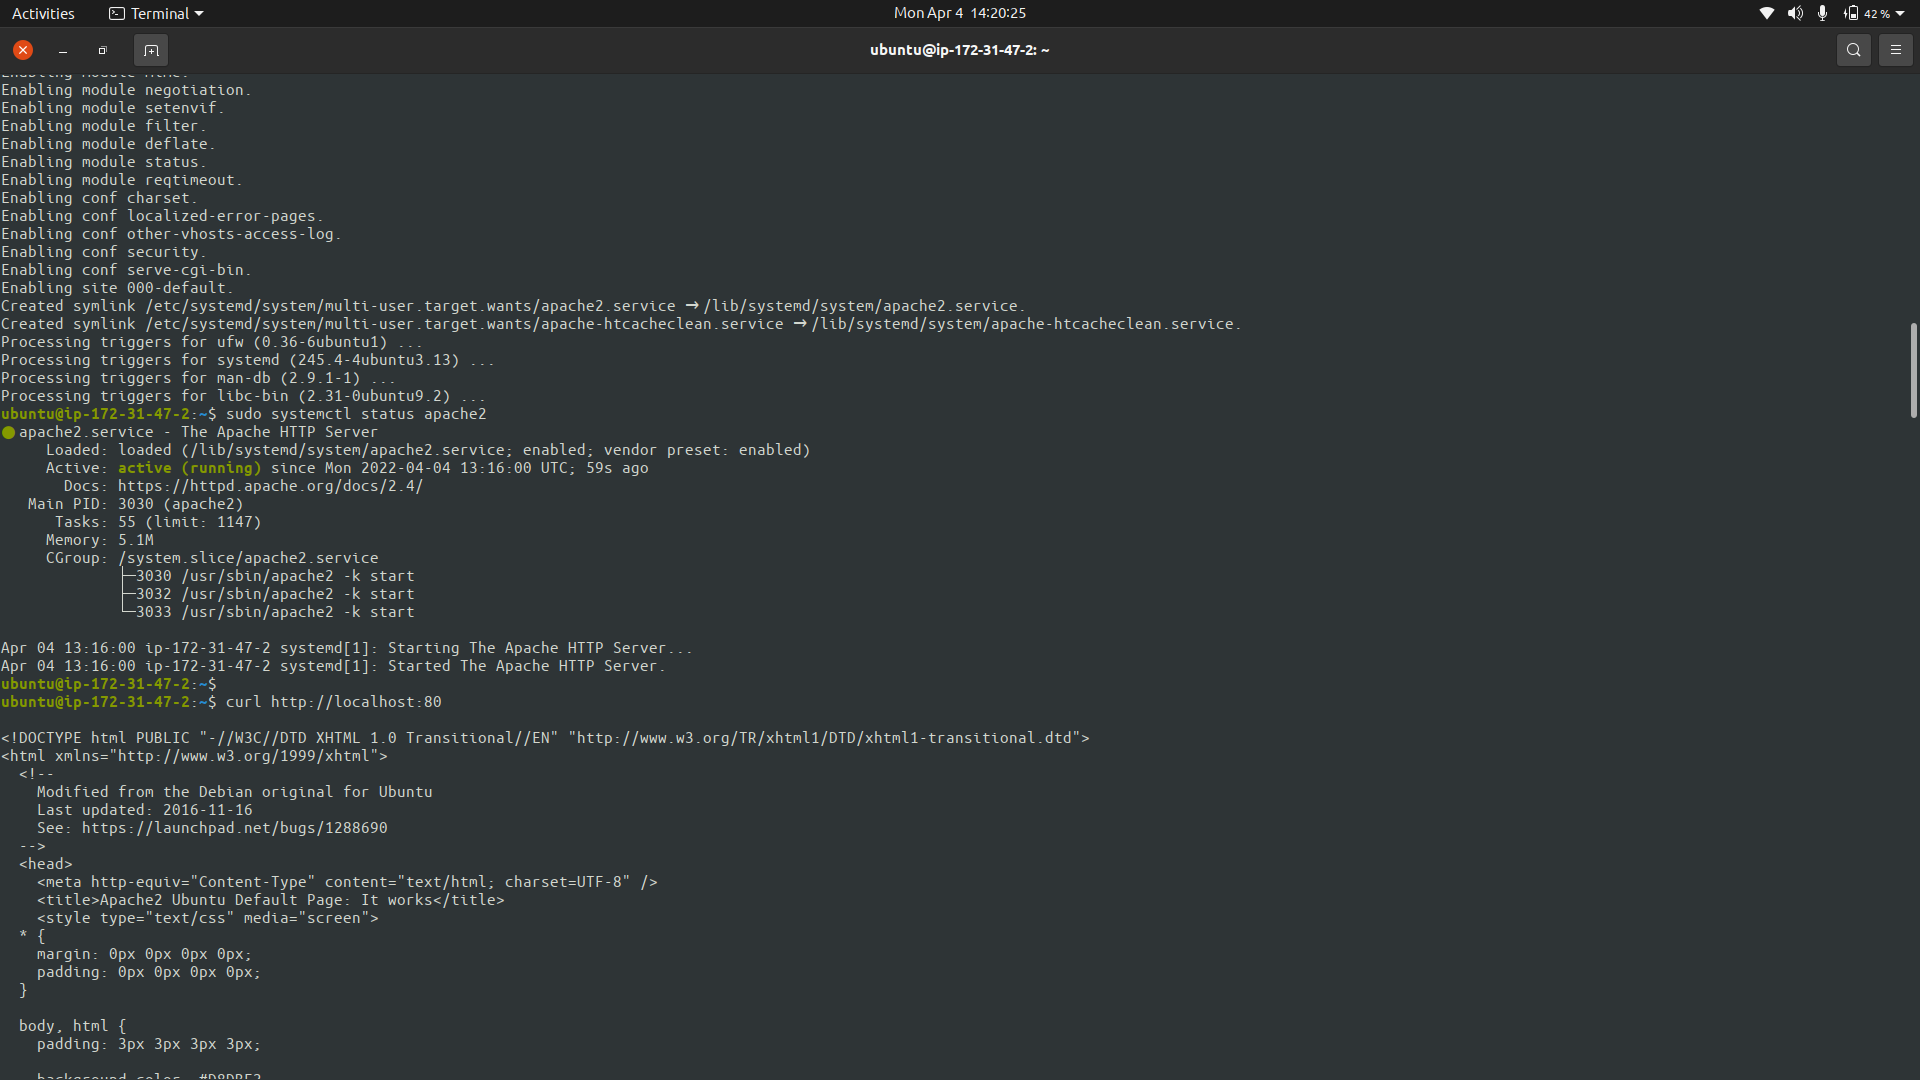 Activities Terminal Mon Apr 4 14:20:25 42 %
ubuntu@ip-172-31-47-2: ~
Enabling module negotiation.
Enabling module setenvif.
Enabling module filter.
Enabling module deflate.
Enabling module status.
Enabling module reqtimeout.
Enabling conf charset.
Enabling conf localized-error-pages.
Enabling conf other-vhosts-access-log.
Enabling conf security.
Enabling conf serve-cgi-bin.
Enabling site 000-default.
Created symlink /etc/systemd/system/multi-user.target.wants/apache2.service → /lib/systemd/system/apache2.service.
Created symlink /etc/systemd/system/multi-user.target.wants/apache-htcacheclean.service → /lib/systemd/system/apache-htcacheclean.service.
Processing triggers for ufw (0.36-6ubuntu1) ...
Processing triggers for systemd (245.4-4ubuntu3.13) ...
Processing triggers for man-db (2.9.1-1) ...
Processing triggers for libc-bin (2.31-0ubuntu9.2) ...
ubuntu@ip-172-31-47-2:~$ sudo systemctl status apache2
● apache2.service - The Apache HTTP Server
     Loaded: loaded (/lib/systemd/system/apache2.service; enabled; vendor preset: enabled)
     Active: active (running) since Mon 2022-04-04 13:16:00 UTC; 59s ago
       Docs: https://httpd.apache.org/docs/2.4/
   Main PID: 3030 (apache2)
      Tasks: 55 (limit: 1147)
     Memory: 5.1M
     CGroup: /system.slice/apache2.service
             ├─3030 /usr/sbin/apache2 -k start
             ├─3032 /usr/sbin/apache2 -k start
             └─3033 /usr/sbin/apache2 -k start
Apr 04 13:16:00 ip-172-31-47-2 systemd[1]: Starting The Apache HTTP Server...
Apr 04 13:16:00 ip-172-31-47-2 systemd[1]: Started The Apache HTTP Server.
ubuntu@ip-172-31-47-2:~$
ubuntu@ip-172-31-47-2:~$ curl http://localhost:80
<!DOCTYPE html PUBLIC "-//W3C//DTD XHTML 1.0 Transitional//EN" "http://www.w3.org/TR/xhtml1/DTD/xhtml1-transitional.dtd">
<html xmlns="http://www.w3.org/1999/xhtml">
  <!--
    Modified from the Debian original for Ubuntu
    Last updated: 2016-11-16
    See: https://launchpad.net/bugs/1288690
  -->
  <head>
    <meta http-equiv="Content-Type" content="text/html; charset=UTF-8" />
    <title>Apache2 Ubuntu Default Page: It works</title>
    <style type="text/css" media="screen">
  * {
    margin: 0px 0px 0px 0px;
    padding: 0px 0px 0px 0px;
  }
  body, html {
    padding: 3px 3px 3px 3px;